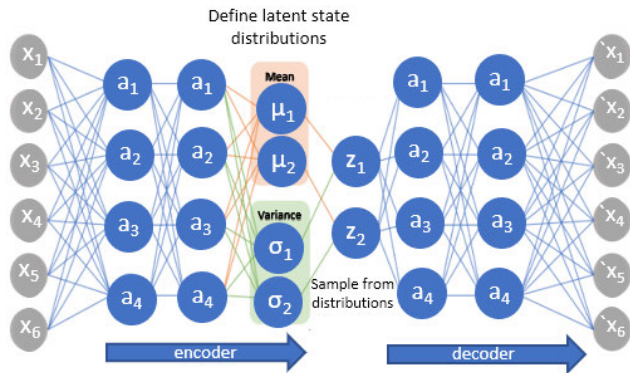 Define latent state
distributions
x1
x2
x3
x4
x5
x6
a1
a2
a3
a4
a1
a2
a3
a4
Mean
μ1
μ2
Variance
σ1
σ2
z1
z2
Sample from
distributions
a1
a2
a3
a4
a1
a2
a3
a4
`x1
`x2
`x3
`x4
`x5
`x6
encoder
decoder